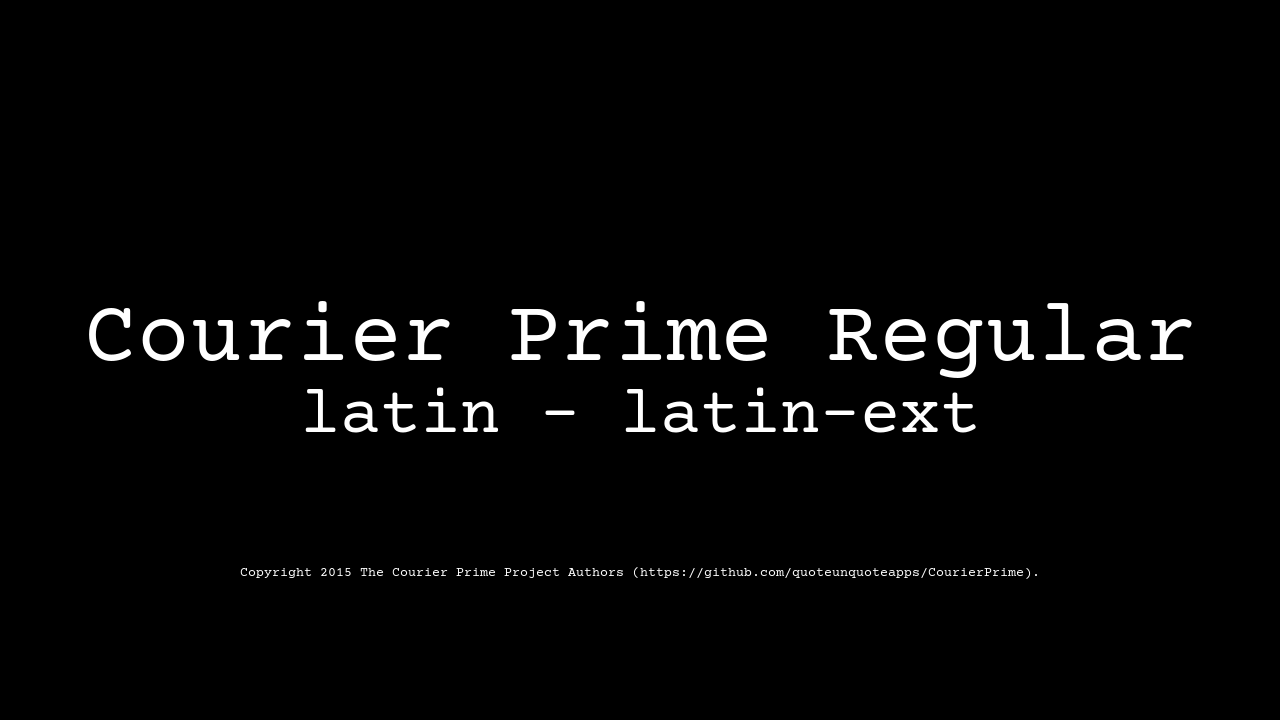 Courier Prime Regular
latin - latin-ext
Copyright 2015 The Courier Prime Project Authors (https://github.com/quoteunquoteapps/CourierPrime).